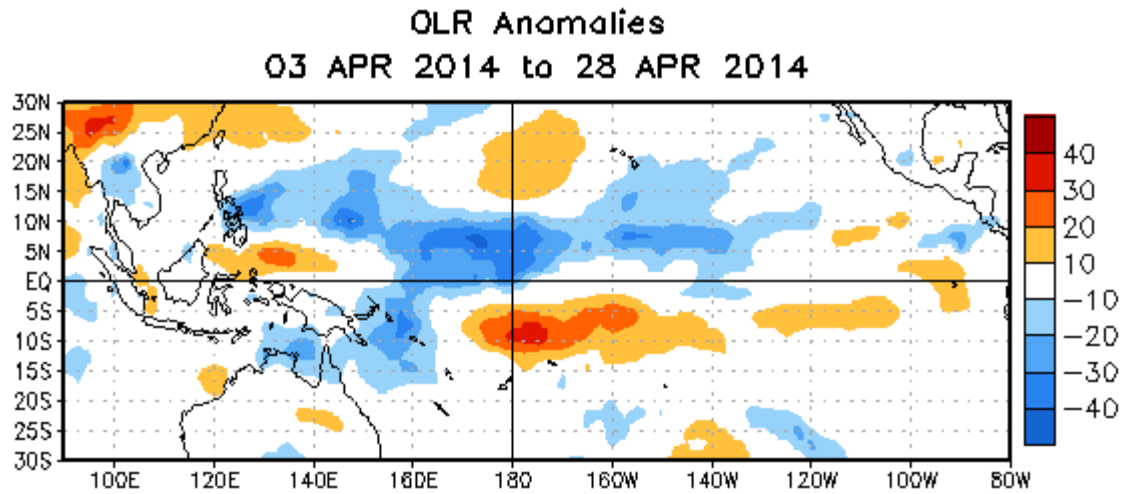 OLR Anomalies
03 APR 2014 to 28 APR 2014
30N
25N
20N
15N
10N
5N
EQ
5S
10S
15S
20S
25S
30S
100E 120E 140E 160E 180 160W 140W 120W 100W 80W
40
30
20
10
-10
-20
-30
-40